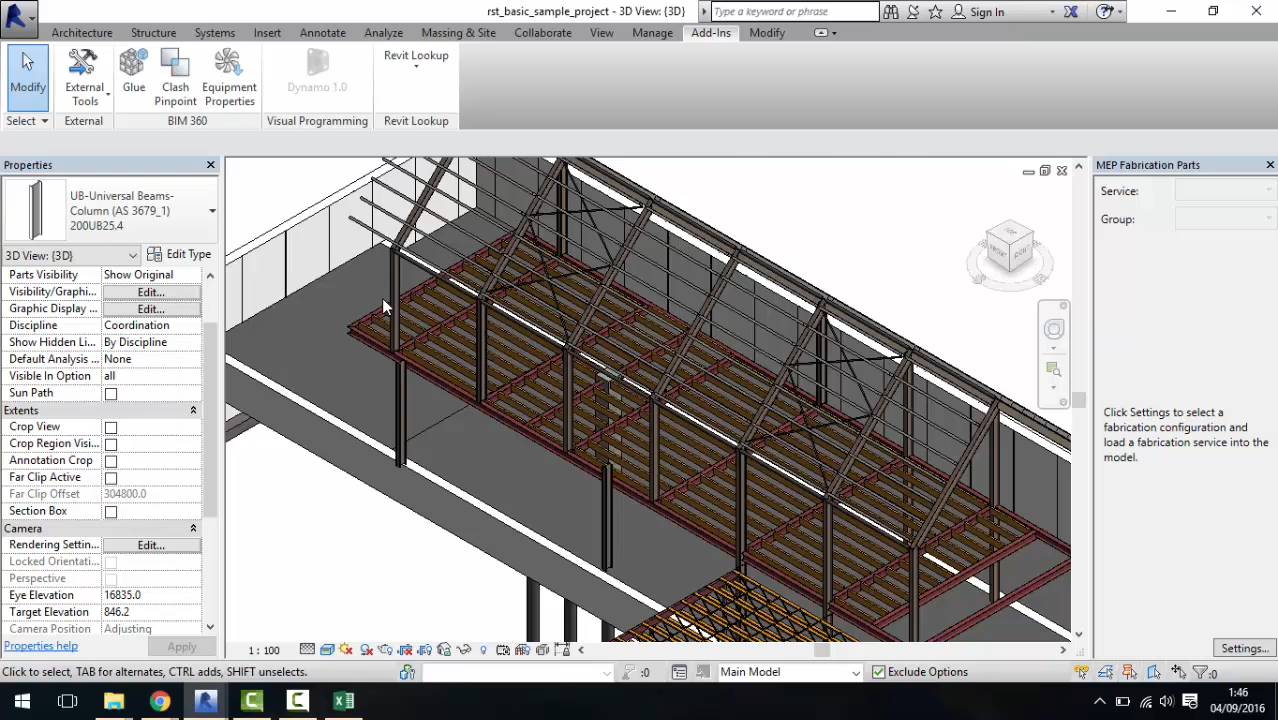 rst_basic_sample_project - 3D View: {3D}
Type a keyword or phrase
Sign In
Architecture Structure Systems Insert Annotate Analyze Massing & Site Collaborate View Manage Add-Ins Modify
Modify
External Tools
Glue
Clash Pinpoint
Equipment Properties
Dynamo 1.0
Revit Lookup
Select External BIM 360 Visual Programming Revit Lookup
Properties
UB-Universal Beams-
Column (AS 3679_1)
200UB25.4
3D View: {3D} Edit Type
Parts Visibility Show Original
Visibility/Graphi... Edit...
Graphic Display ... Edit...
Discipline Coordination
Show Hidden Li... By Discipline
Default Analysis ... None
Visible In Option all
Sun Path
Extents
Crop View
Crop Region Visi...
Annotation Crop
Far Clip Active
Far Clip Offset 304800.0
Section Box
Camera
Rendering Settin... Edit...
Locked Orientati...
Perspective
Eye Elevation 16835.0
Target Elevation 846.2
Camera Position Adjusting
Properties help Apply
TOP
FRONT
RIGHT
MEP Fabrication Parts
Service:
Group:
Click Settings to select a
fabrication configuration and
load a fabrication service into the
model.
Settings...
1 : 100
Click to select, TAB for alternates, CTRL adds, SHIFT unselects.
:0
Main Model
Exclude Options
:0
1:46
04/09/2016